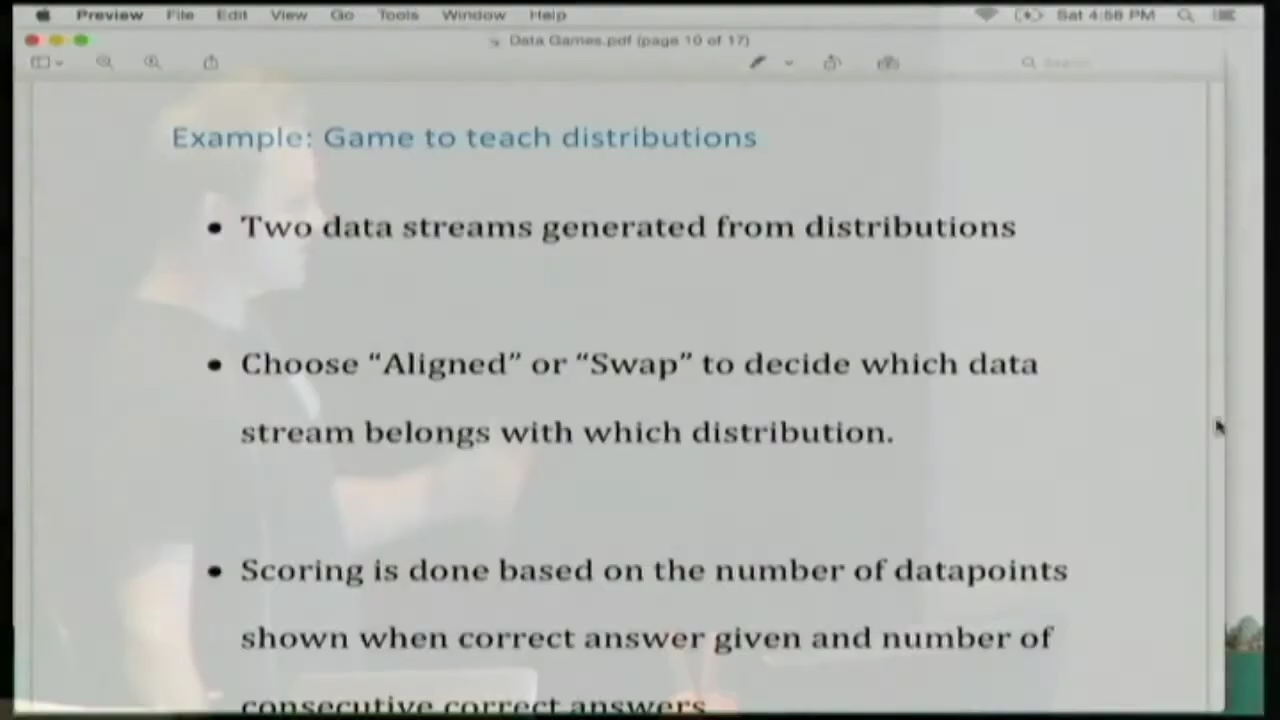 Preview File Edit View Go Tools Window Help Sat 4:56 PM
Data Games.pdf (page 10 of 17)
Search
Example: Game to teach distributions
• Two data streams generated from distributions
• Choose “Aligned” or “Swap” to decide which data
stream belongs with which distribution.
• Scoring is done based on the number of datapoints
shown when correct answer given and number of
consecutive correct answers